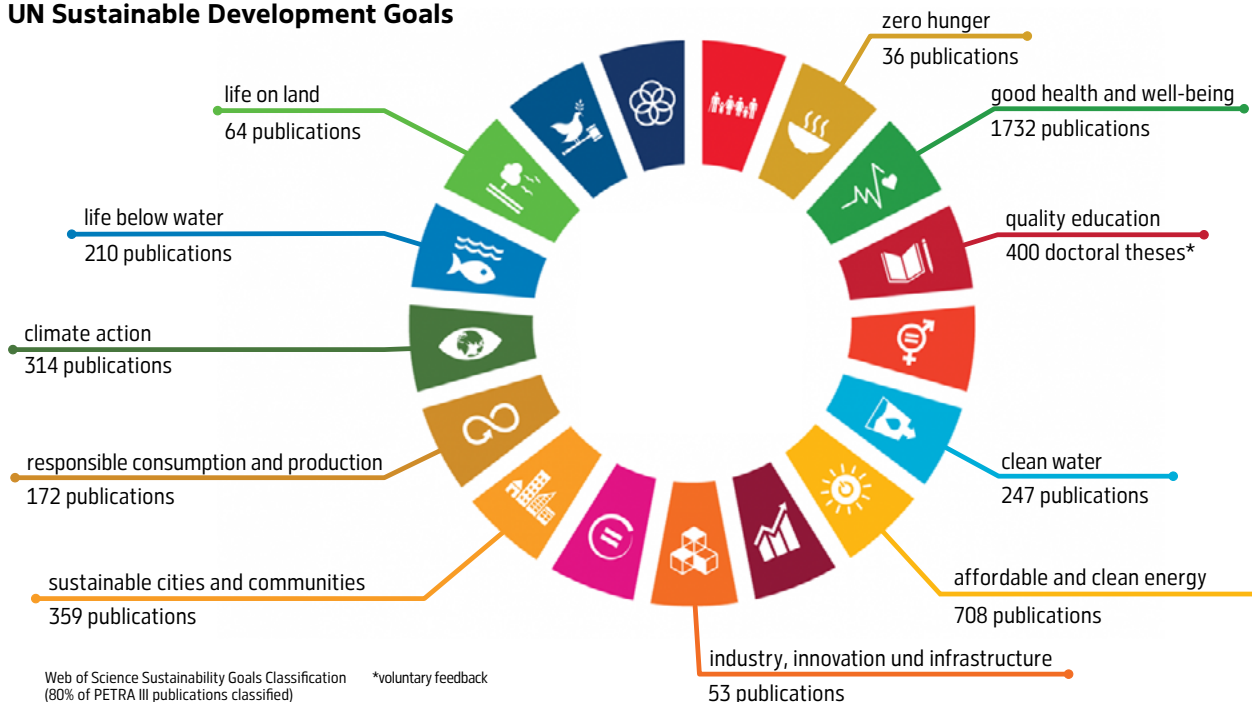 UN Sustainable Development Goals
zero hunger
36 publications
good health and well-being
1732 publications
quality education
400 doctoral theses*
clean water
247 publications
affordable and clean energy
708 publications
industry, innovation und infrastructure
53 publications
sustainable cities and communities
359 publications
responsible consumption and production
172 publications
climate action
314 publications
life below water
210 publications
life on land
64 publications
Web of Science Sustainability Goals Classification *voluntary feedback
(80% of PETRA III publications classified)